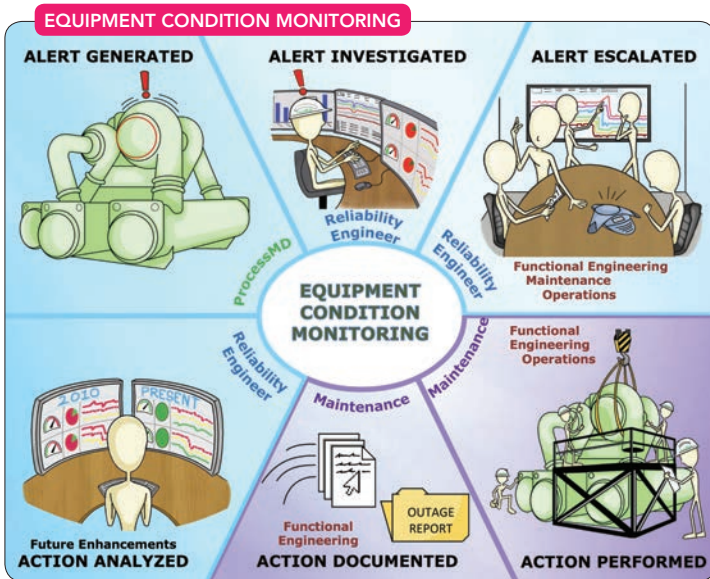 EQUIPMENT CONDITION MONITORING
ALERT GENERATED
!
ProcessMD
ALERT INVESTIGATED
!
Reliability
Engineer
ALERT ESCALATED
Reliability
Engineer
Functional Engineering
Maintenance
Operations
EQUIPMENT
CONDITION
MONITORING
Maintenance
Functional
Engineering
Operations
ACTION PERFORMED
Maintenance
OUTAGE
REPORT
Functional
Engineering
ACTION DOCUMENTED
Reliability
Engineer
2010
PRESENT
Future Enhancements
ACTION ANALYZED